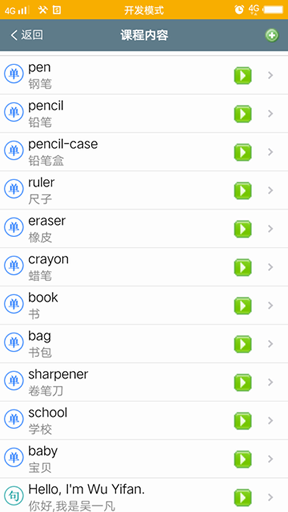 4G 开发模式 4G
返回 课程内容
单 pen
钢笔
单 pencil
铅笔
单 pencil-case
铅笔盒
单 ruler
尺子
单 eraser
橡皮
单 crayon
蜡笔
单 book
书
单 bag
书包
单 sharpener
卷笔刀
单 school
学校
单 baby
宝贝
句 Hello, I'm Wu Yifan.
你好,我是吴一凡